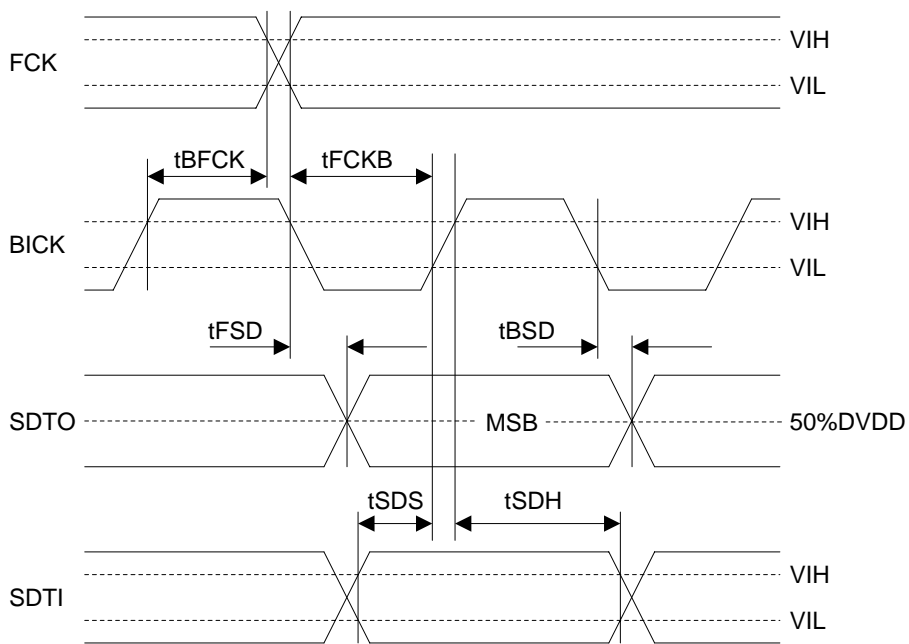 FCK
VIH
VIL
tBFCK
tFCKB
BICK
VIH
VIL
tFSD
tBSD
SDTO
MSB
50%DVDD
tSDS
tSDH
SDTI
VIH
VIL